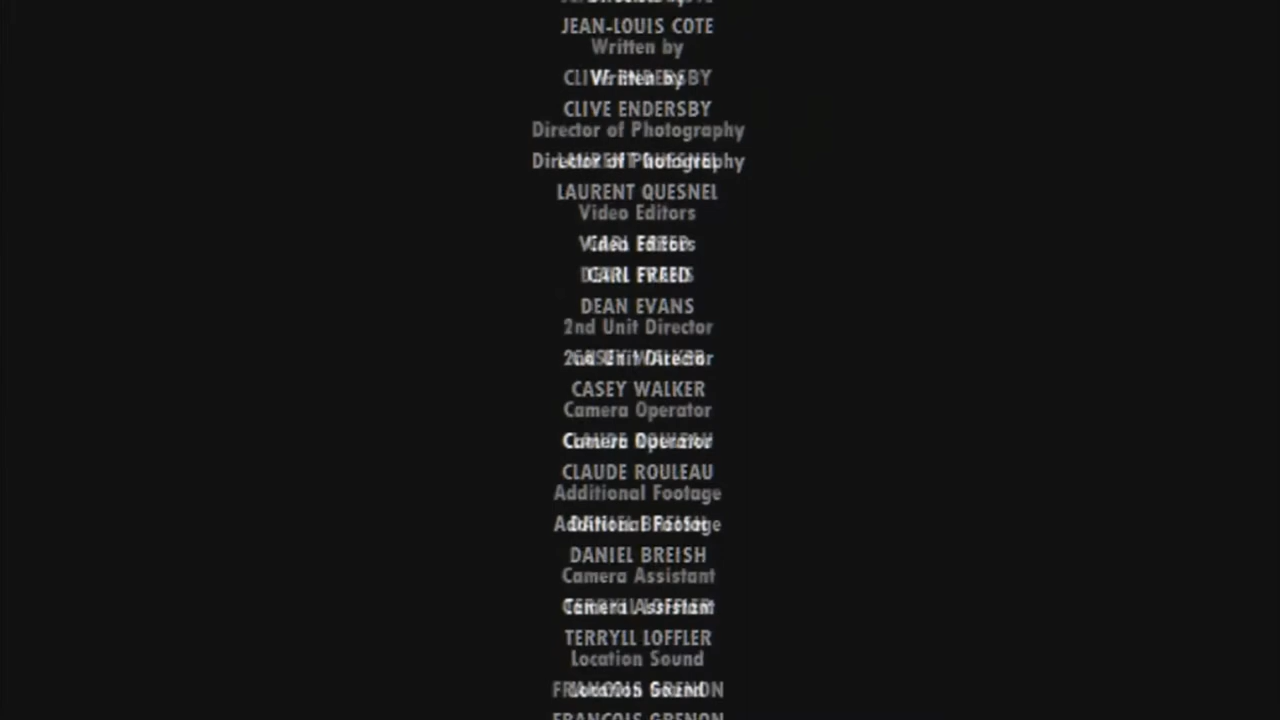 JEAN-LOUIS COTE
Written by
CLIVE ENDERSBY
Director of Photography
LAURENT QUESNEL
Video Editors
CARL FREED
DEAN EVANS
2nd Unit Director
CASEY WALKER
Camera Operator
CLAUDE ROULEAU
Additional Footage
DANIEL BREISH
Camera Assistant
TERRYLL LOFFLER
Location Sound
FRANCOIS GRENON